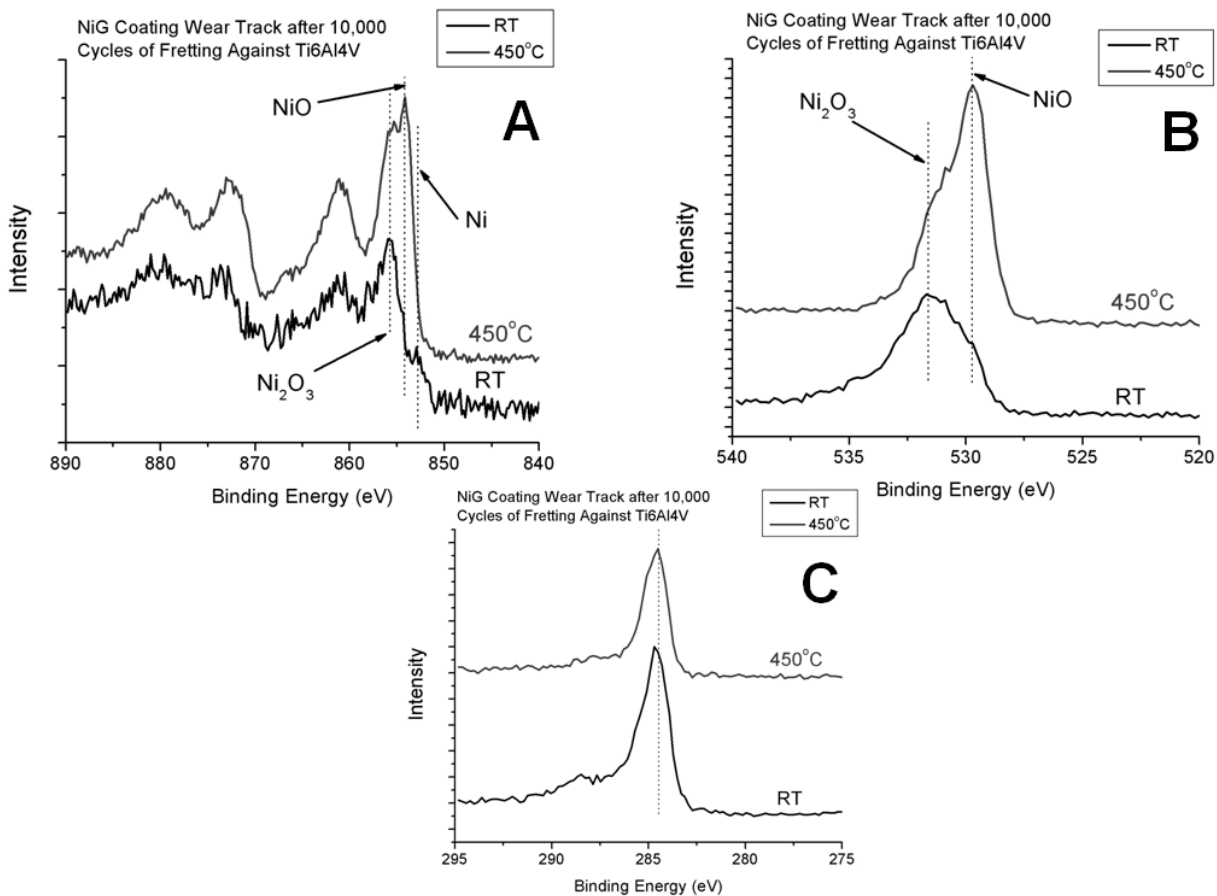 NiG Coating Wear Track after 10,000
Cycles of Fretting Against Ti6Al4V
RT
450°C
NiO
A
Ni
Ni₂O₃
450°C
RT
Intensity
890 880 870 860 850 840
Binding Energy (eV)
NiG Coating Wear Track after 10,000
Cycles of Fretting Against Ti6Al4V
RT
450°C
Ni₂O₃
NiO
B
450°C
RT
Intensity
540 535 530 525 520
Binding Energy (eV)
NiG Coating Wear Track after 10,000
Cycles of Fretting Against Ti6Al4V
RT
450°C
C
450°C
RT
Intensity
295 290 285 280 275
Binding Energy (eV)